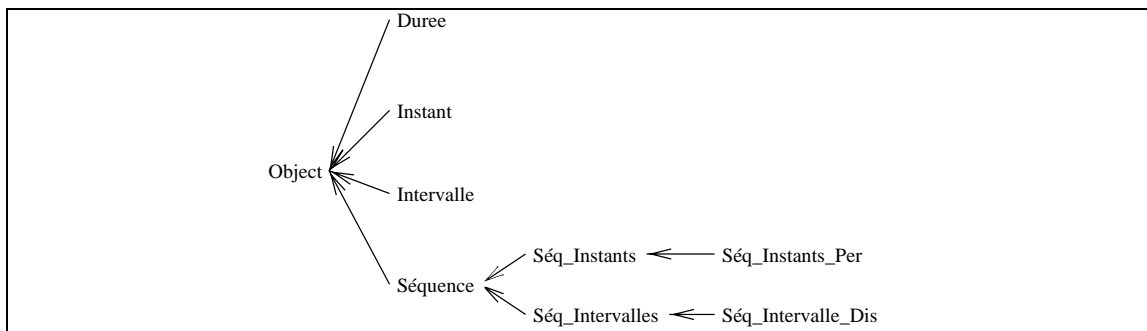 Duree
Instant
Object
Intervalle
Séq_Instants Séq_Instants_Per
Séquence
Séq_Intervalles Séq_Intervalle_Dis